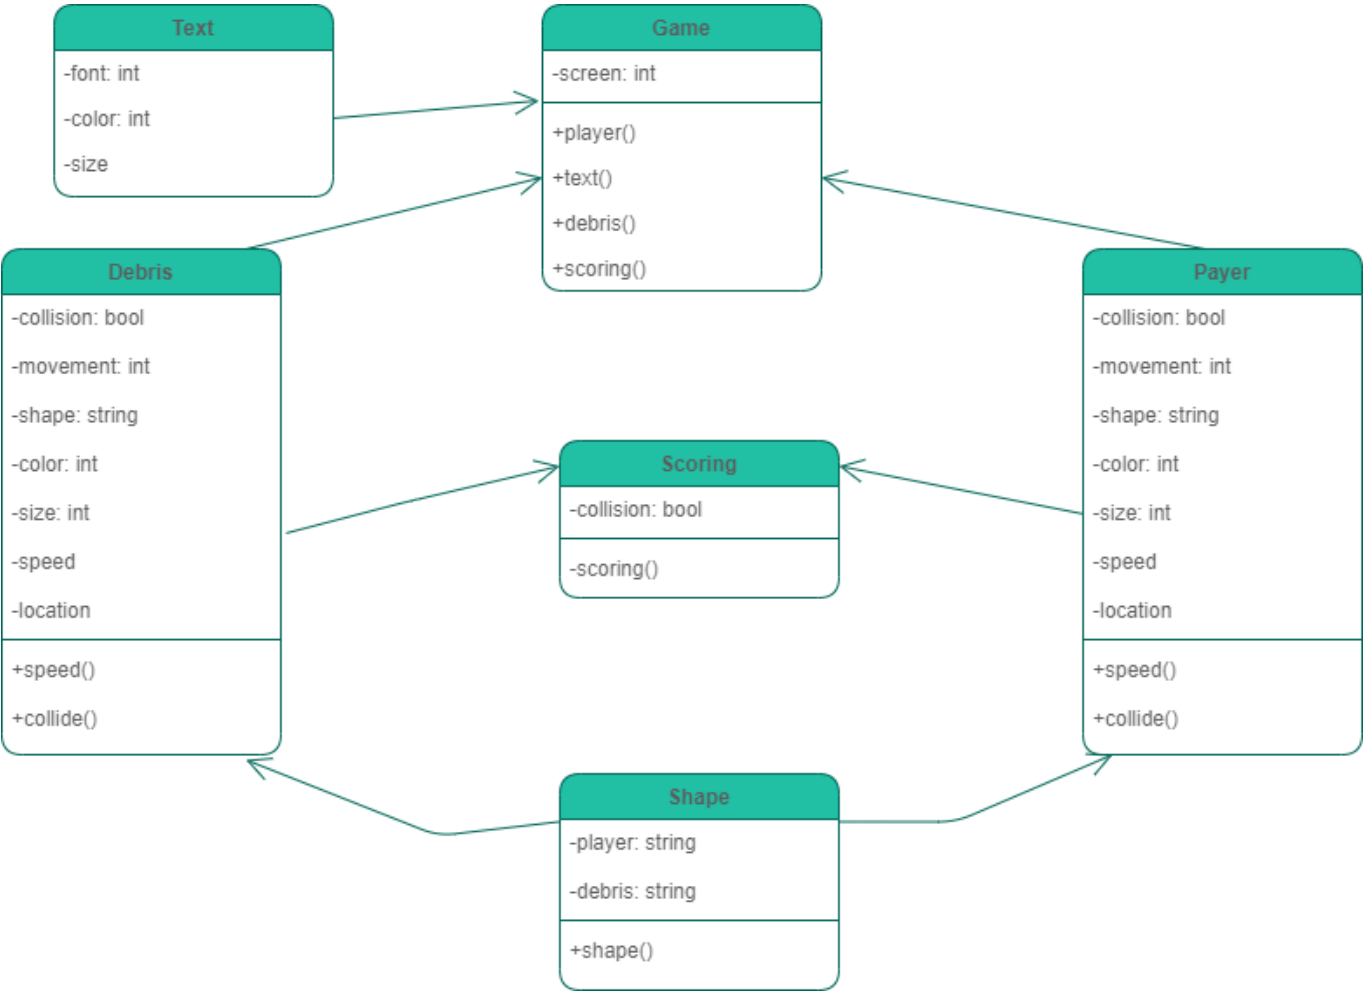 Text
-font: int
-color: int
-size
Game
-screen: int
+player()
+text()
+debris()
+scoring()
Debris
-collision: bool
-movement: int
-shape: string
-color: int
-size: int
-speed
-location
+speed()
+collide()
Scoring
-collision: bool
-scoring()
Payer
-collision: bool
-movement: int
-shape: string
-color: int
-size: int
-speed
-location
+speed()
+collide()
Shape
-player: string
-debris: string
+shape()